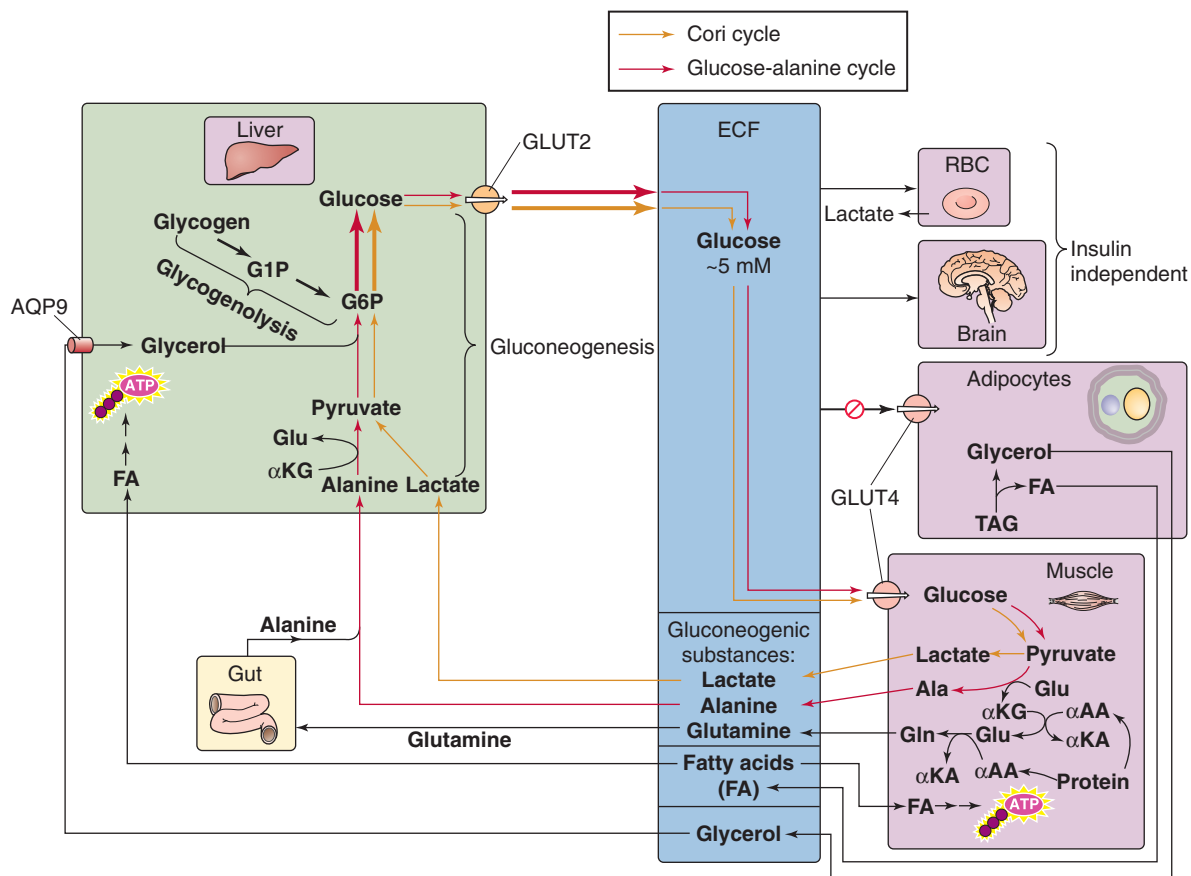 Cori cycle
Glucose-alanine cycle
Liver
GLUT2
ECF
RBC
Lactate
Glucose
Glycogen
G1P
Glycogenolysis
G6P
Glucose
~5 mM
Insulin
independent
Brain
AQP9
Glycerol
Gluconeogenesis
ATP
Adipocytes
Pyruvate
Glu
αKG
FA
Alanine
Lactate
Glycerol
FA
TAG
GLUT4
Muscle
Glucose
Alanine
Gut
Glutamine
Gluconeogenic
substances:
Lactate
Alanine
Glutamine
Fatty acids
(FA)
Glycerol
Lactate
Pyruvate
Ala
Glu
αKG
αAA
Gln
Glu
αKA
αKA
αAA
Protein
FA
ATP